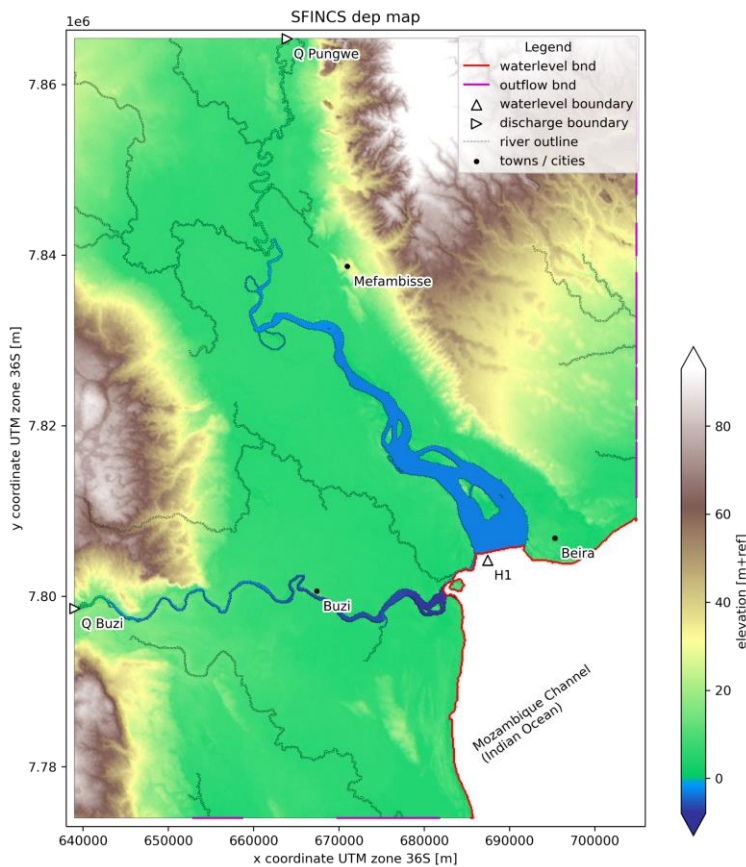 SFINCS dep map
1e6
Q Pungwe
Legend
waterlevel bnd
outflow bnd
waterlevel boundary
discharge boundary
river outline
towns / cities
7.86
7.84
7.82
7.80
7.78
y coordinate UTM zone 36S [m]
Mefambisse
Beira
H1
Buzi
Q Buzi
Mozambique Channel
(Indian Ocean)
640000 650000 660000 670000 680000 690000 700000
x coordinate UTM zone 36S [m]
80
60
40
20
0
elevation [m+ref]